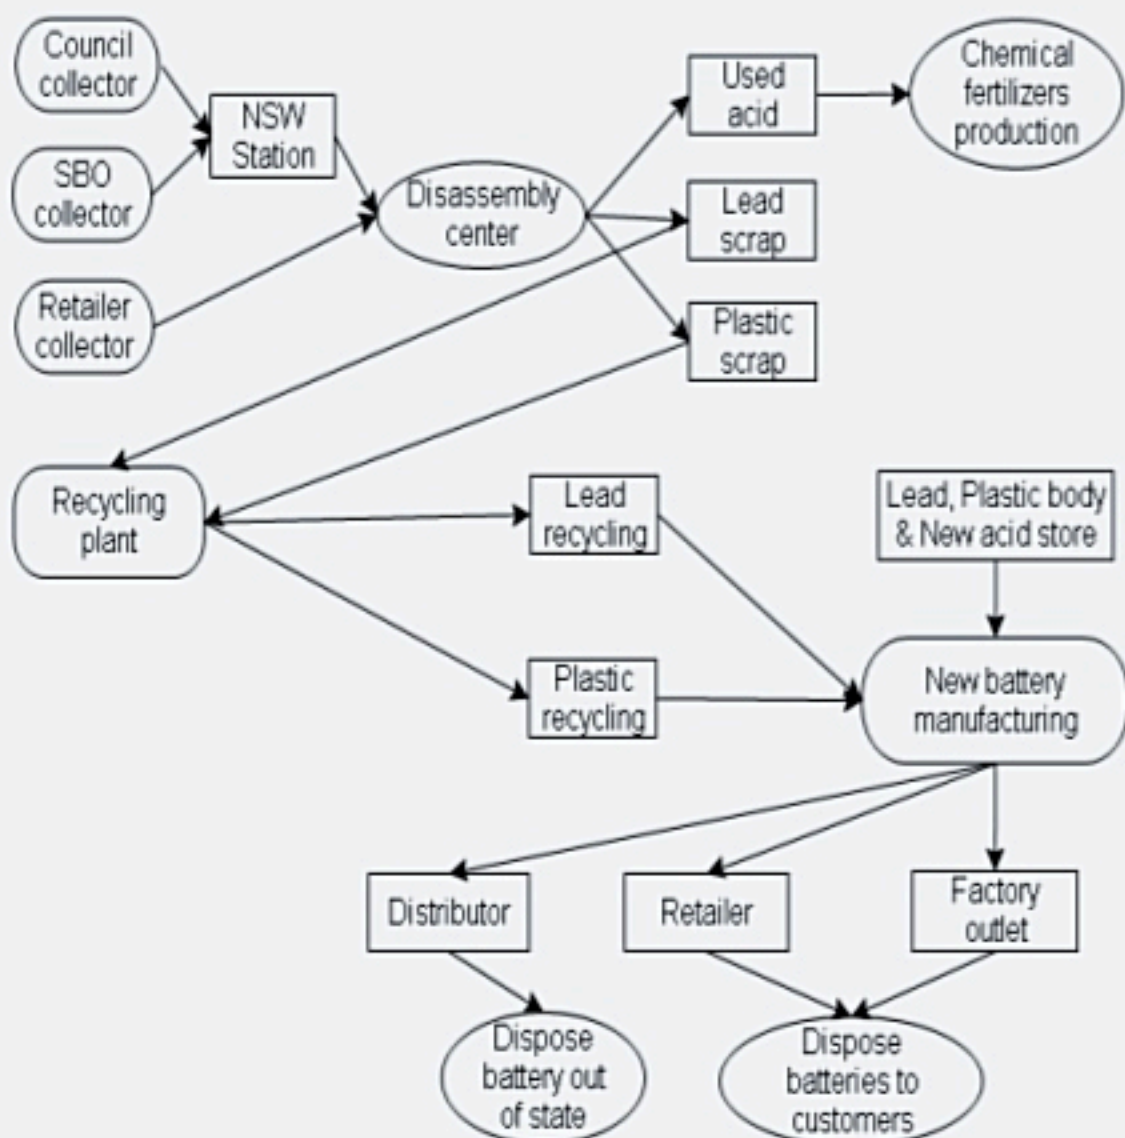 Council
collector
NSW
Station
SBO
collector
Retailer
collector
Disassembly
center
Used
acid
Chemical
fertilizers
production
Lead
scrap
Plastic
scrap
Recycling
plant
Lead
recycling
Lead, Plastic body
& New acid store
Plastic
recycling
New battery
manufacturing
Distributor
Retailer
Factory
outlet
Dispose
battery out
of state
Dispose
batteries to
customers